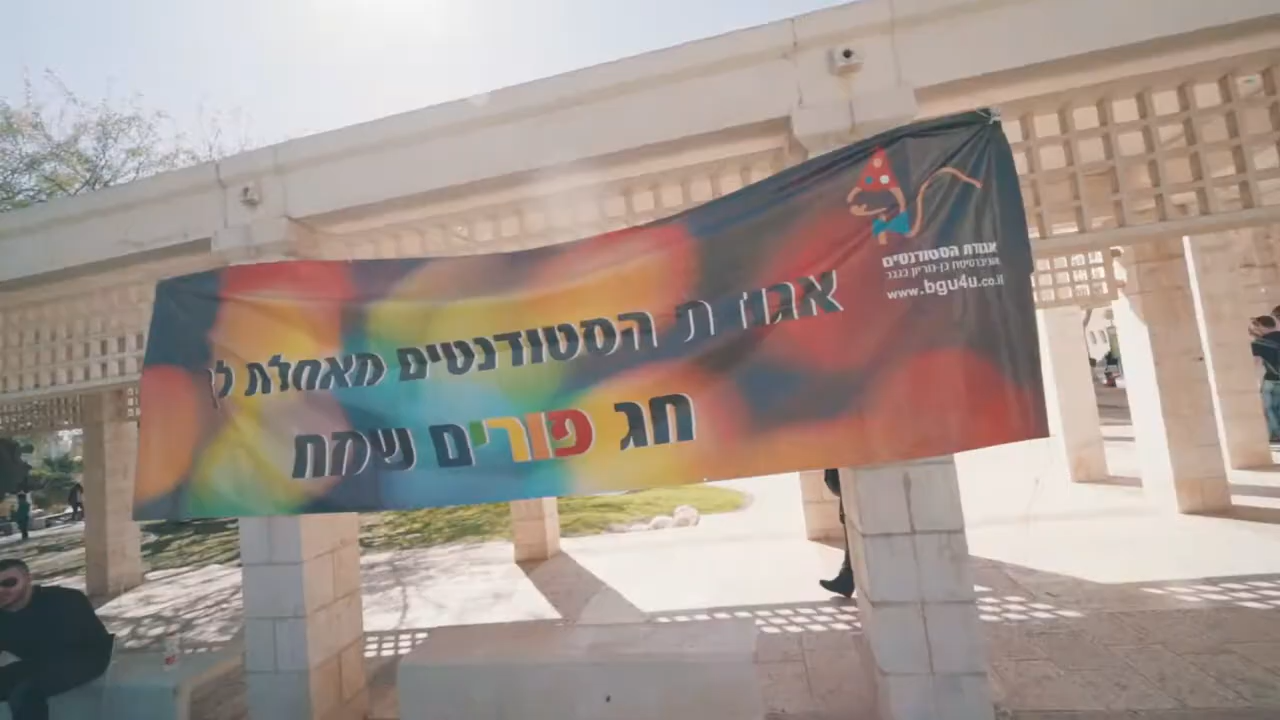 אגודת הסטודנטים מאחלת לך
חג פורים שמח
אגודת הסטודנטים
אוניברסיטת בן-גוריון בנגב
www.bgu4u.co.il